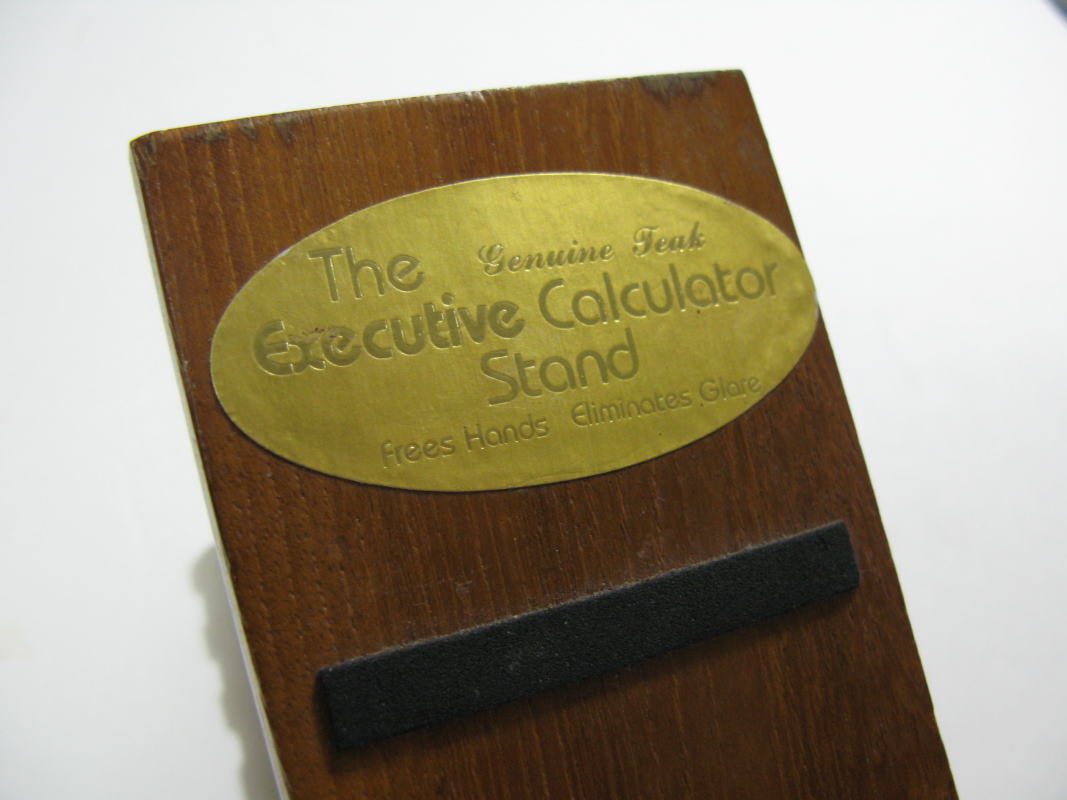 Genuine Teak
The
Executive Calculator
Stand
Frees Hands Eliminates Glare